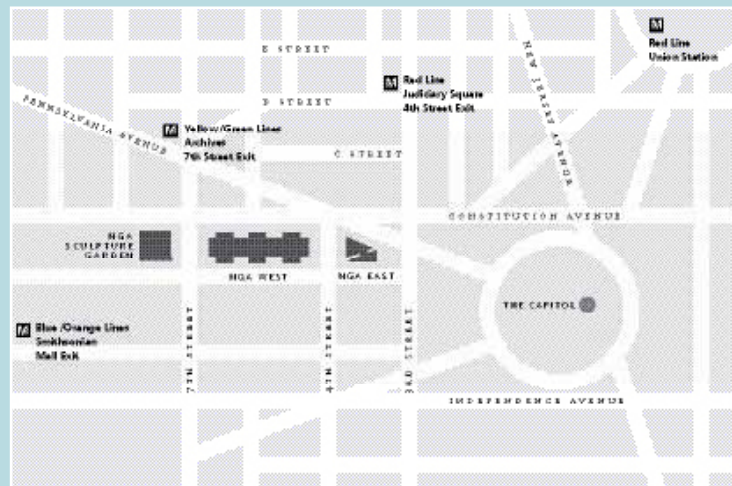 M
Red Line
Union Station
E STREET
NEW JERSEY AVENUE
M
Red Line
Judiciary Square
4th Street Exit
D STREET
PENNSYLVANIA AVENUE
M
Yellow/Green Lines
Archives
7th Street Exit
C STREET
CONSTITUTION AVENUE
NGA
SCULPTURE
GARDEN
NGA WEST
NGA EAST
THE CAPITOL
M
Blue/Orange Lines
Smithsonian
Mall Exit
7TH STREET
4TH STREET
3RD STREET
INDEPENDENCE AVENUE